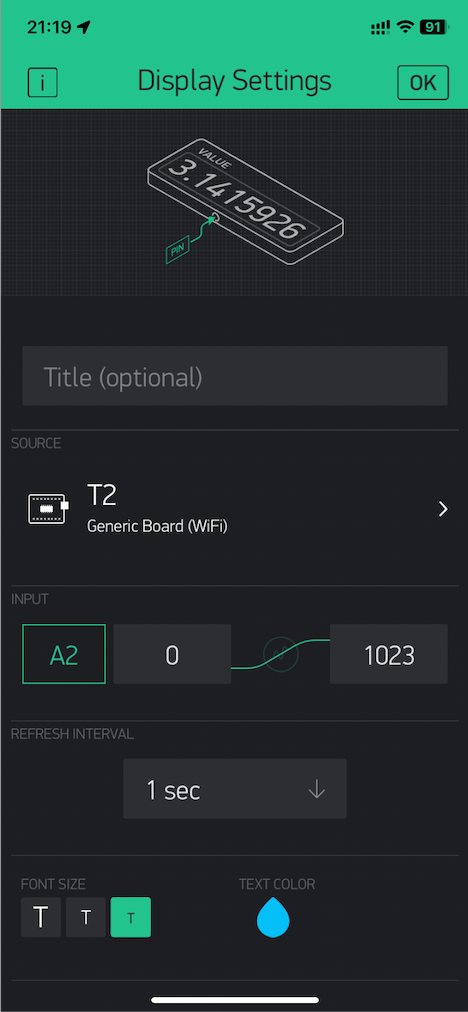 21:19
91
i
Display Settings
OK
VALUE
3.1415926
PIN
Title (optional)
SOURCE
T2
Generic Board (WiFi)
INPUT
A2
0
1023
REFRESH INTERVAL
1 sec
FONT SIZE
TEXT COLOR
T
T
T